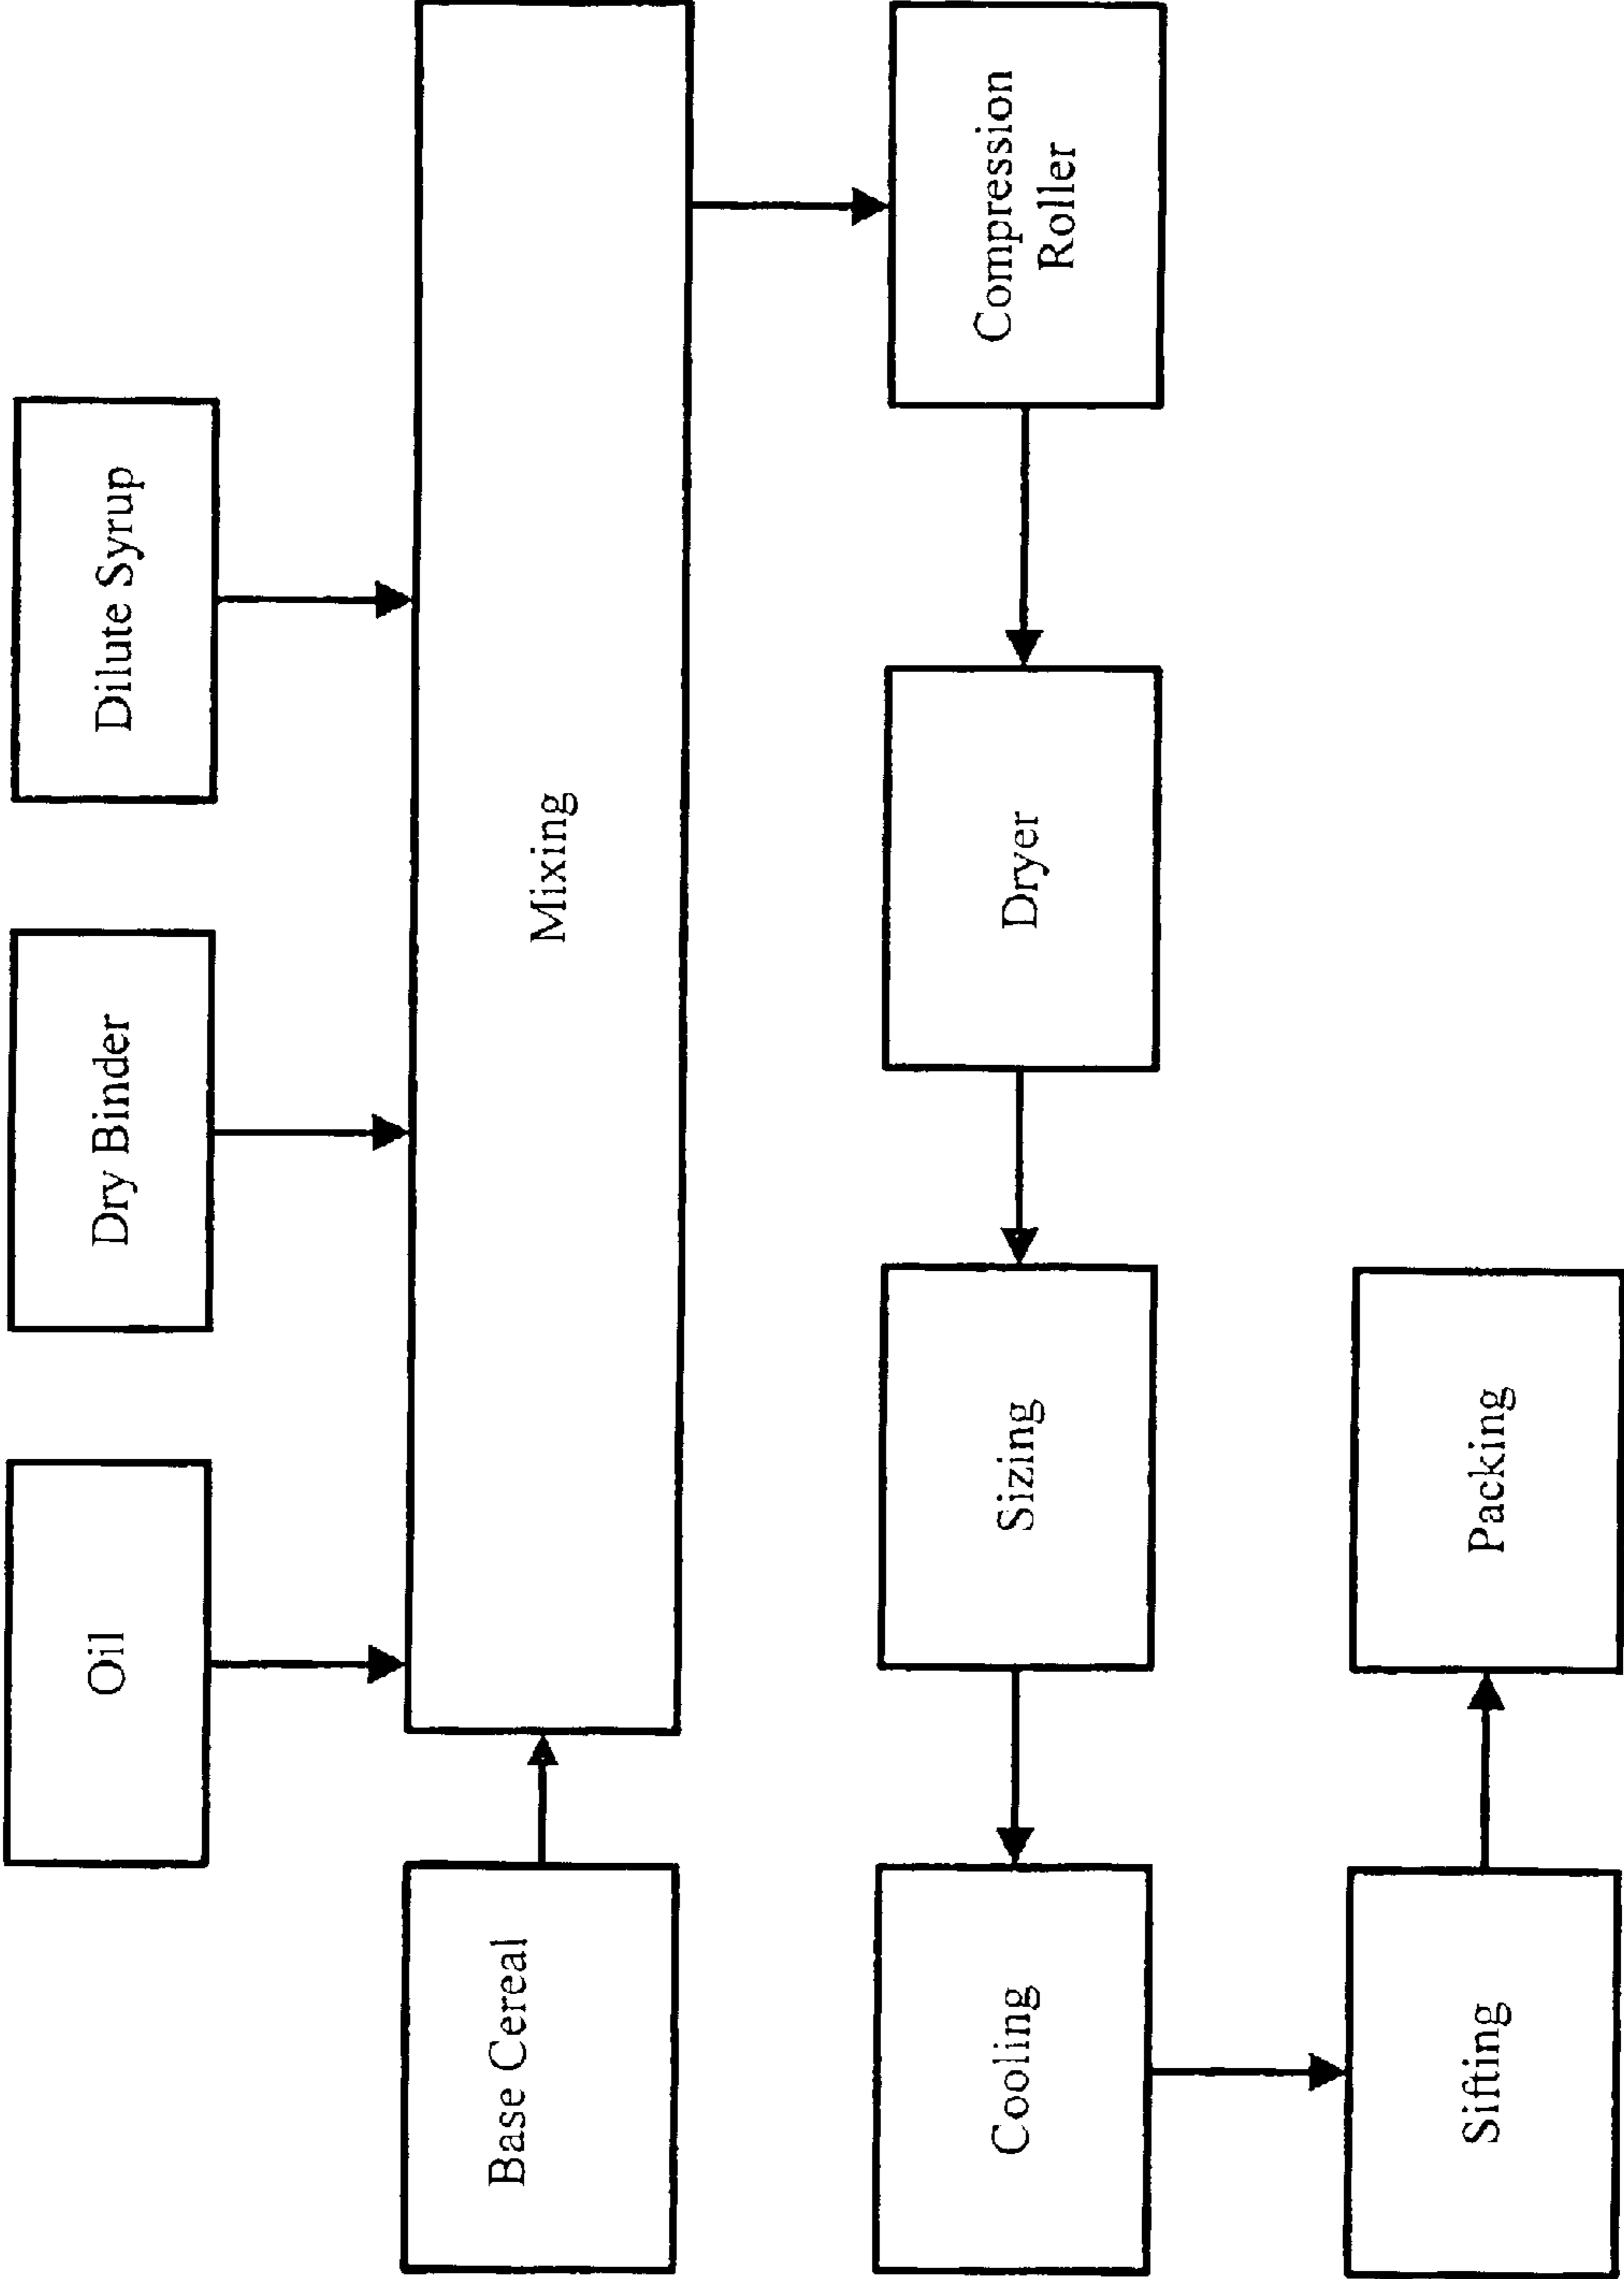 Oil
Dry Binder
Dilute Syrup
Base Cereal
Mixing
Cooling
Sizing
Dryer
Compression
Roller
Sifting
Packing